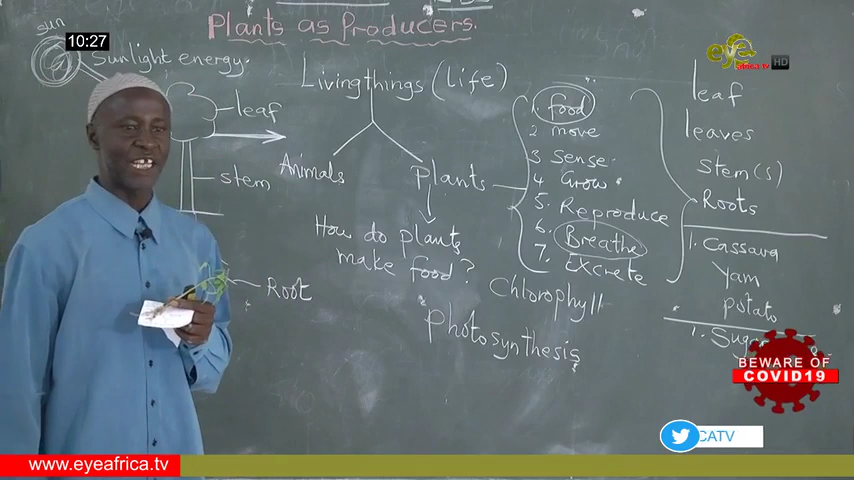 Plants as Producers.
sun
10:27
Sunlight energy.
leaf
stem
Root
Living things (life)
Animals
Plants
How do plants
make food?
1. food
2 move
3 Sense
4 Grow
5. Reproduce
6. Breathe
7. Excrete
Chlorophyll
Photosynthesis
leaf
leaves
stem(s)
Roots
1. Cassava
yam
potato
1.
eye
africa tv HD
BEWARE OF
COVID19
CATV
www.eyeafrica.tv